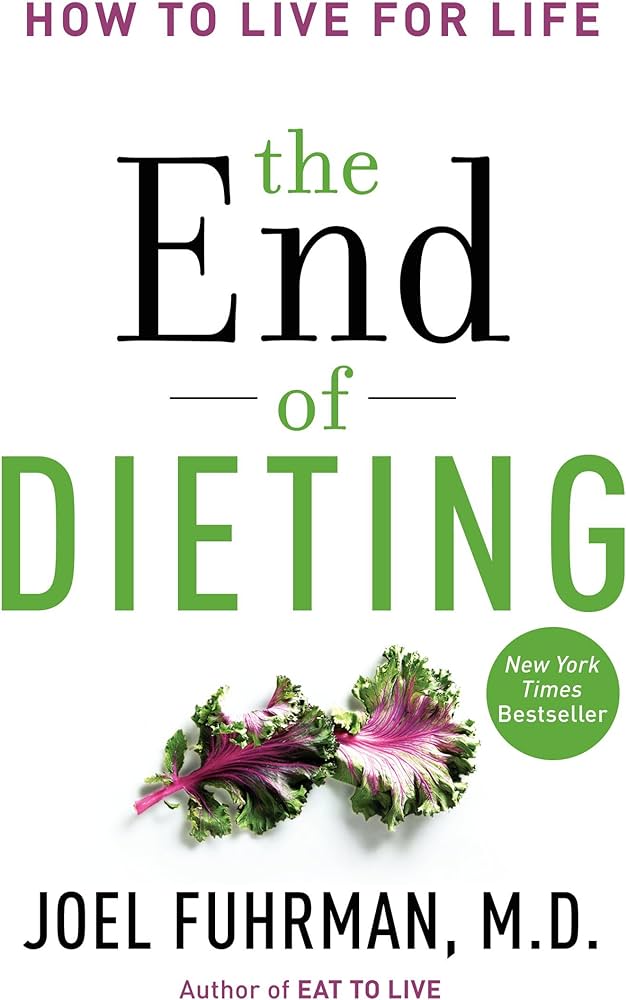 HOW TO LIVE FOR LIFE
the
End
of
DIETING
New York
Times
Bestseller
JOEL FUHRMAN, M.D.
Author of EAT TO LIVE